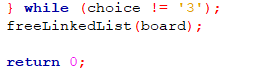 } while (choice != '3');
freeLinkedList(board);
return 0;